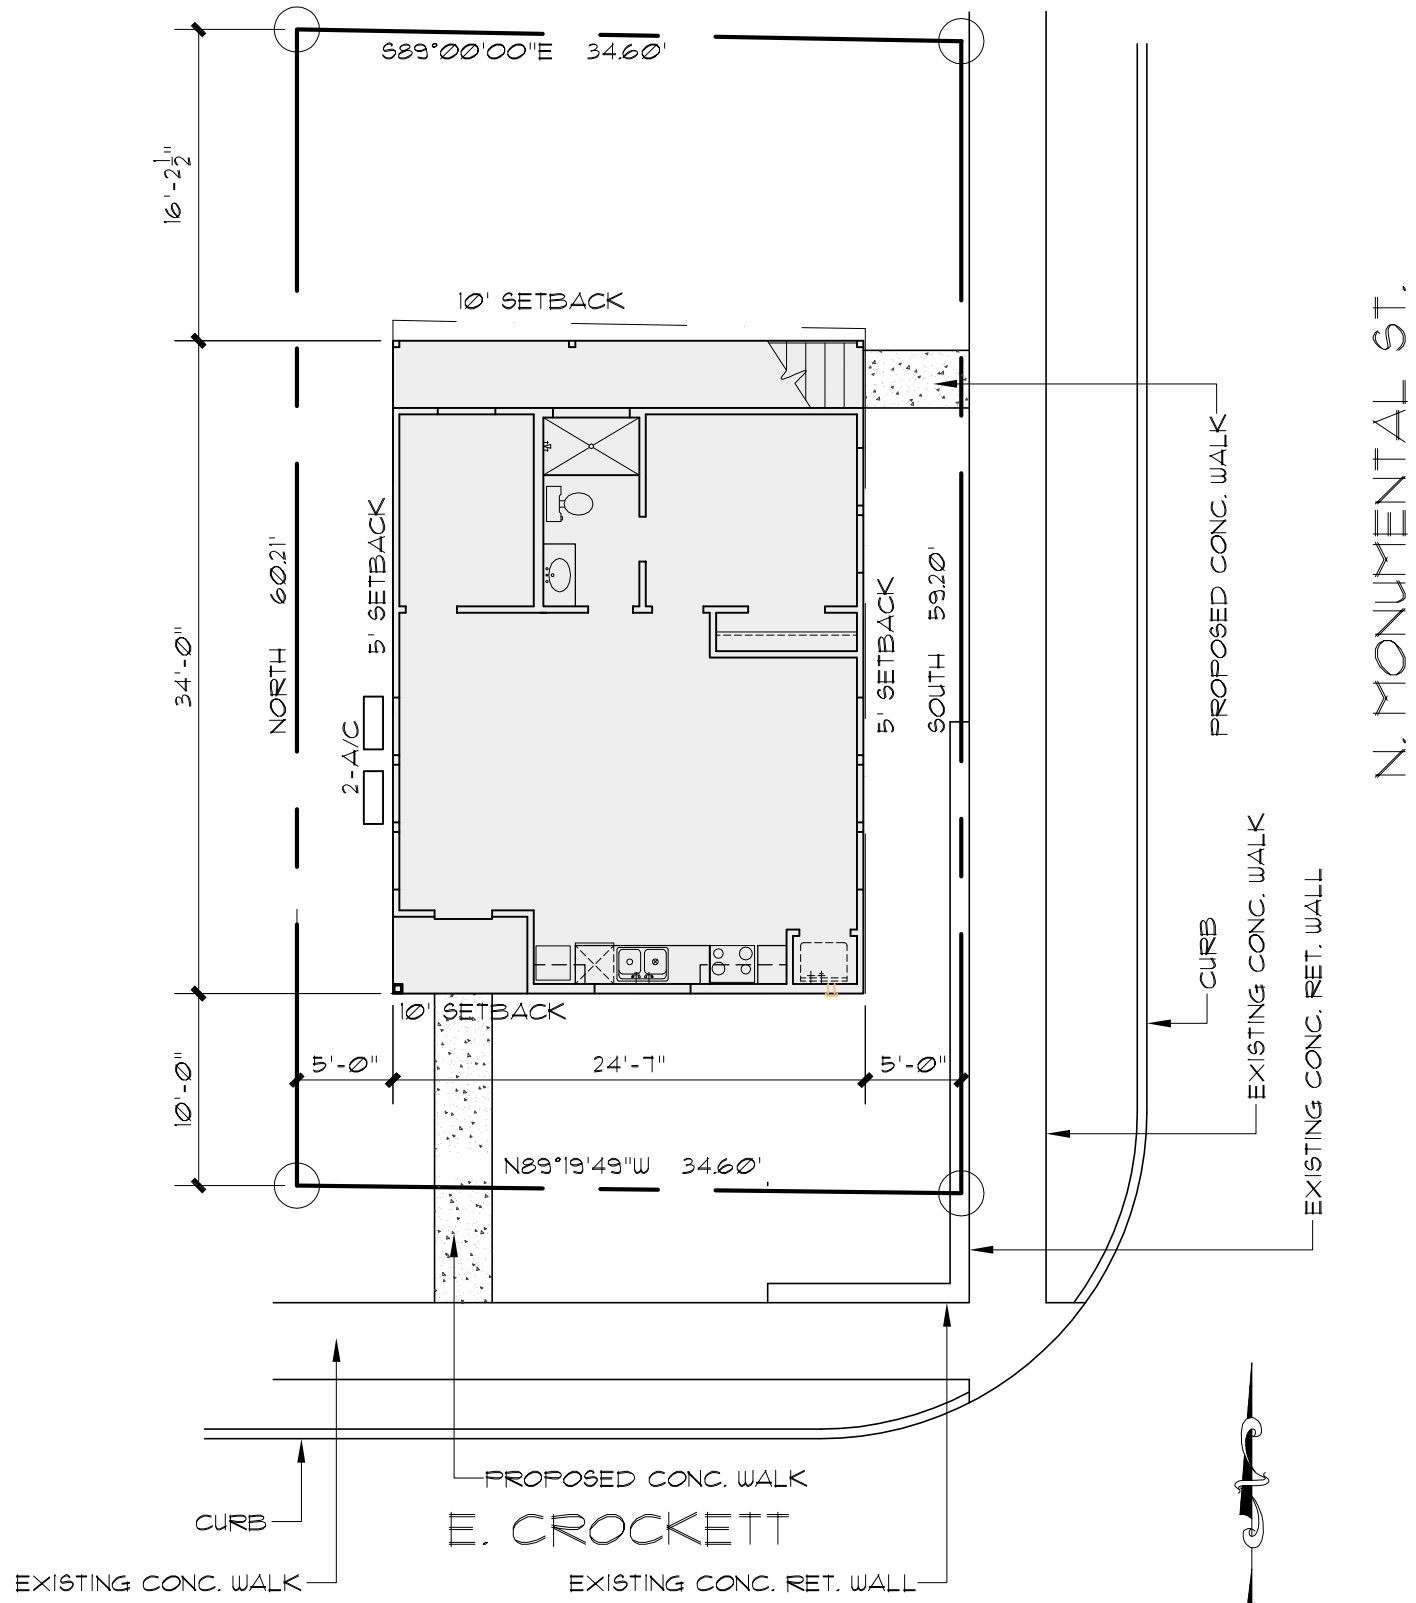 S89°00'00"E 34.60'
16'-2 1/2"
10' SETBACK
34'-0"
NORTH 60.21'
5' SETBACK
2-A/C
5' SETBACK
SOUTH 59.20'
PROPOSED CONC. WALK
N. MONUMENTAL ST.
CURB
EXISTING CONC. WALK
EXISTING CONC. RET. WALL
10' SETBACK
10'-0"
5'-0"
24'-7"
5'-0"
N89°19'49"W 34.60'
PROPOSED CONC. WALK
CURB
E. CROCKETT
EXISTING CONC. WALK
EXISTING CONC. RET. WALL